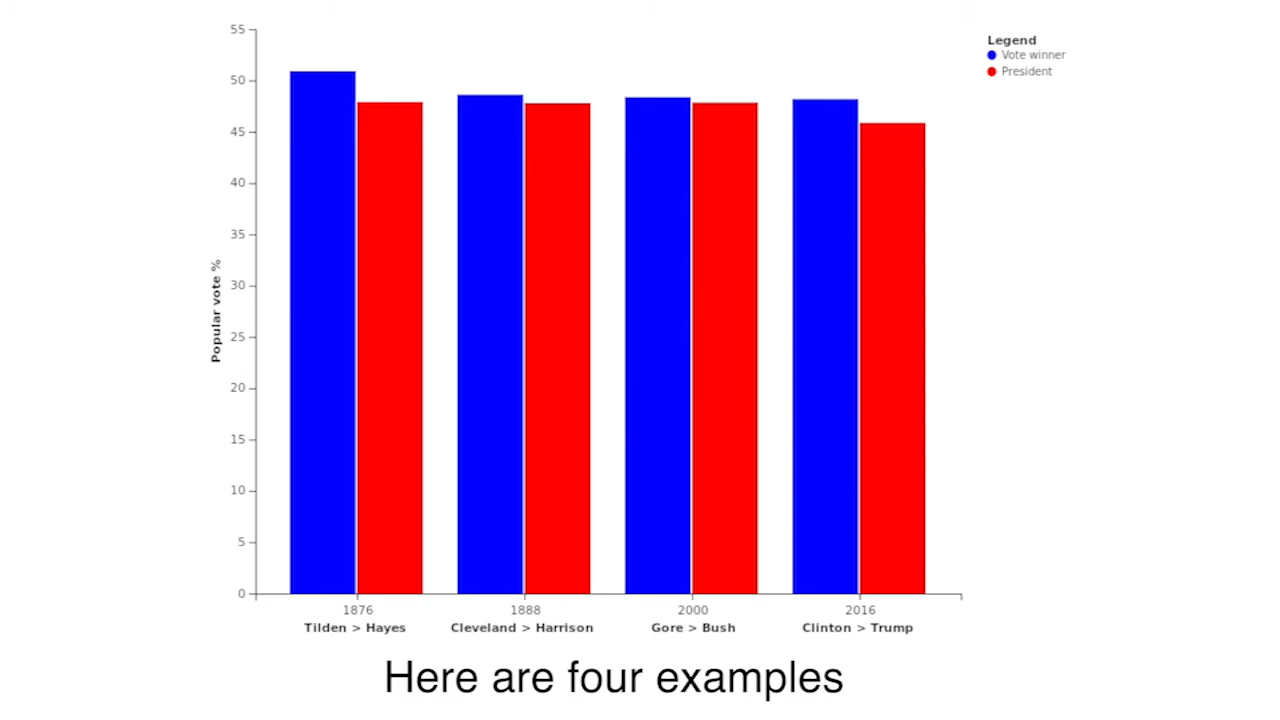 55
50
45
40
35
30
25
20
15
10
5
0
Popular vote %
Legend
Vote winner
President
1876
Tilden > Hayes
1888
Cleveland > Harrison
2000
Gore > Bush
2016
Clinton > Trump
Here are four examples